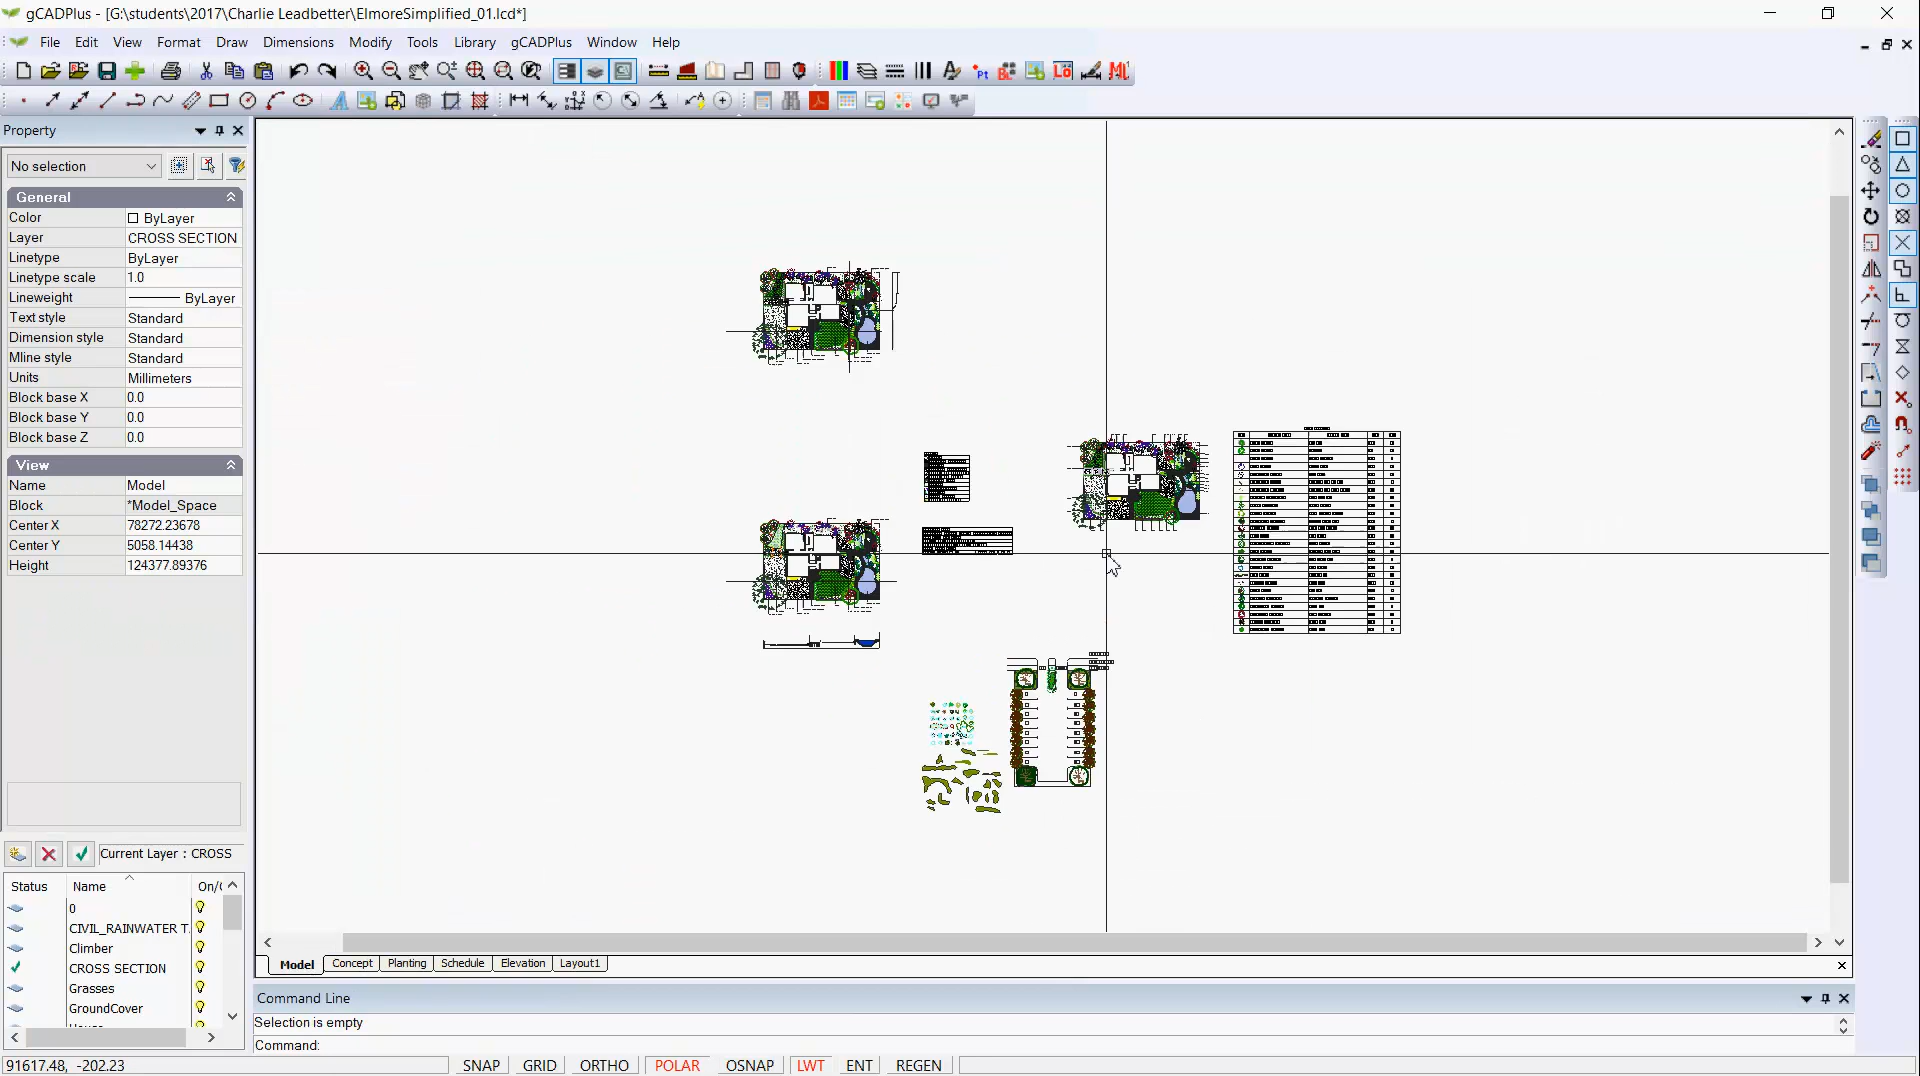 gCADPlus - [G:\students\2017\Charlie Leadbetter\ElmoreSimplified_01.lcd*]
File Edit View Format Draw Dimensions Modify Tools Library gCADPlus Window Help
Property
No selection
General
Color ByLayer
Layer CROSS SECTION
Linetype ByLayer
Linetype scale 1.0
Lineweight ByLayer
Text style Standard
Dimension style Standard
Mline style Standard
Units Millimeters
Block base X 0.0
Block base Y 0.0
Block base Z 0.0
View
Name Model
Block *Model_Space
Center X 78272.23678
Center Y 5058.14438
Height 124377.89376
Current Layer : CROSS
Status Name On/(
0
CIVIL_RAINWATER T.
Climber
CROSS SECTION
Grasses
GroundCover
Model Concept Planting Schedule Elevation Layout1
Command Line
Selection is empty
Command:
91617.48, -202.23 SNAP GRID ORTHO POLAR OSNAP LWT ENT REGEN